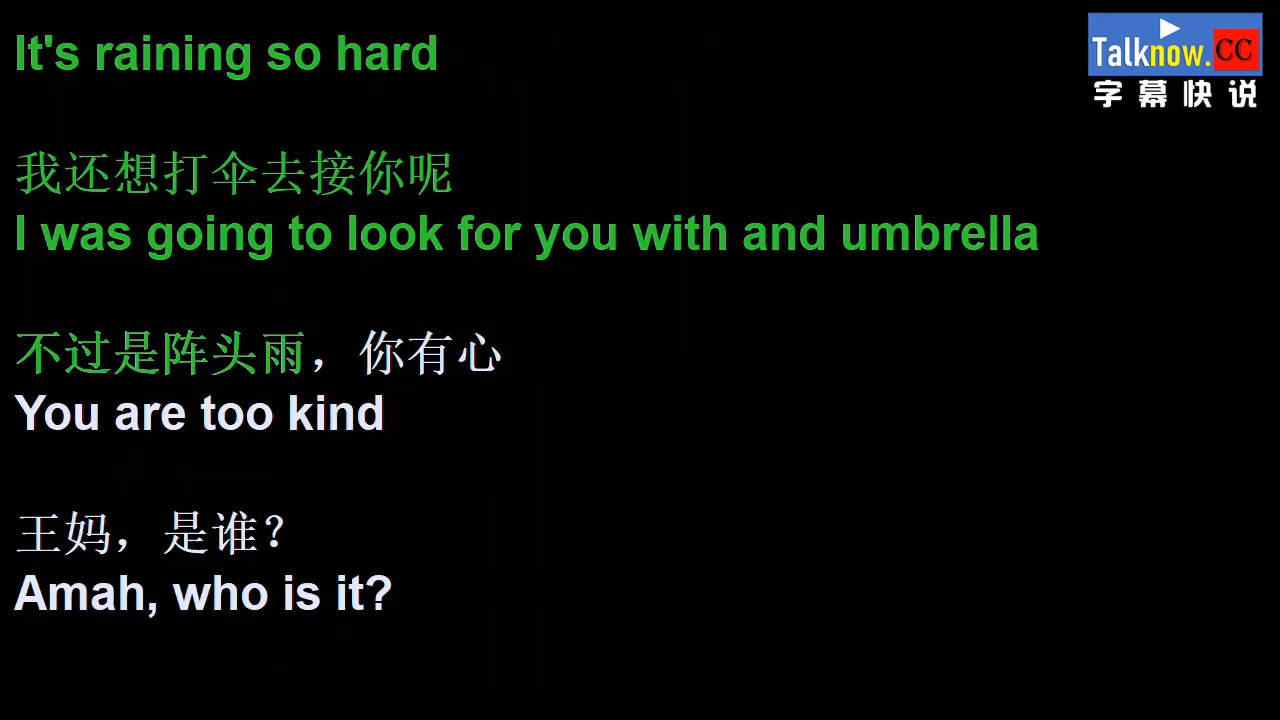 It's raining so hard
Talknow.CC
字幕快说
我还想打伞去接你呢
I was going to look for you with and umbrella
不过是阵头雨，你有心
You are too kind
王妈，是谁？
Amah, who is it?